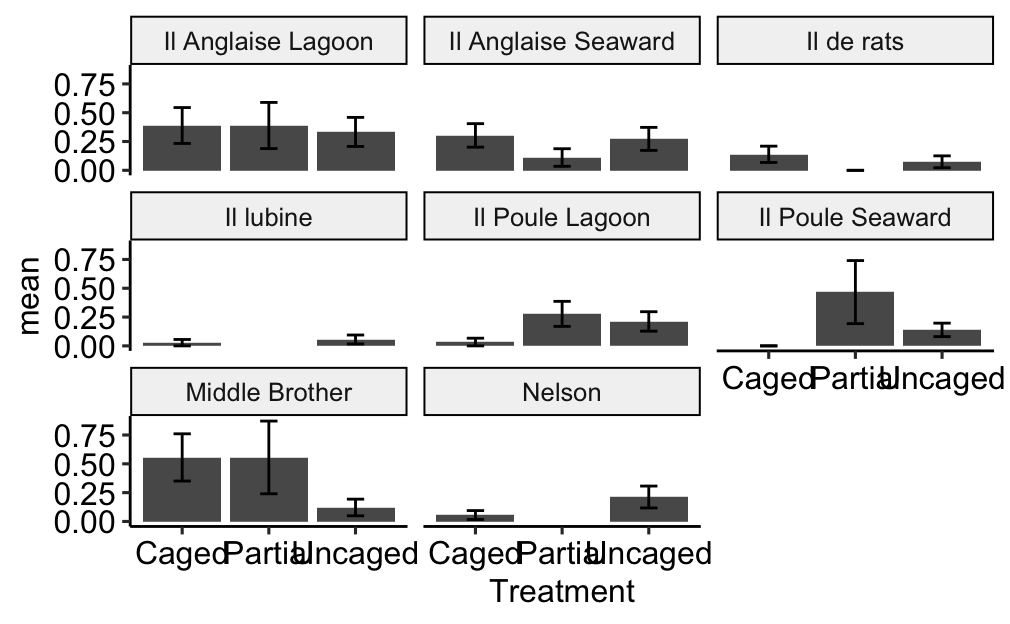 Il Anglaise Lagoon
Il Anglaise Seaward
Il de rats
0.75
0.50
0.25
0.00
Il lubine
Il Poule Lagoon
Il Poule Seaward
0.75
0.50
0.25
0.00
mean
Caged
Partial
Uncaged
Middle Brother
Nelson
0.75
0.50
0.25
0.00
Caged
Partial
Uncaged
Caged
Partial
Uncaged
Treatment